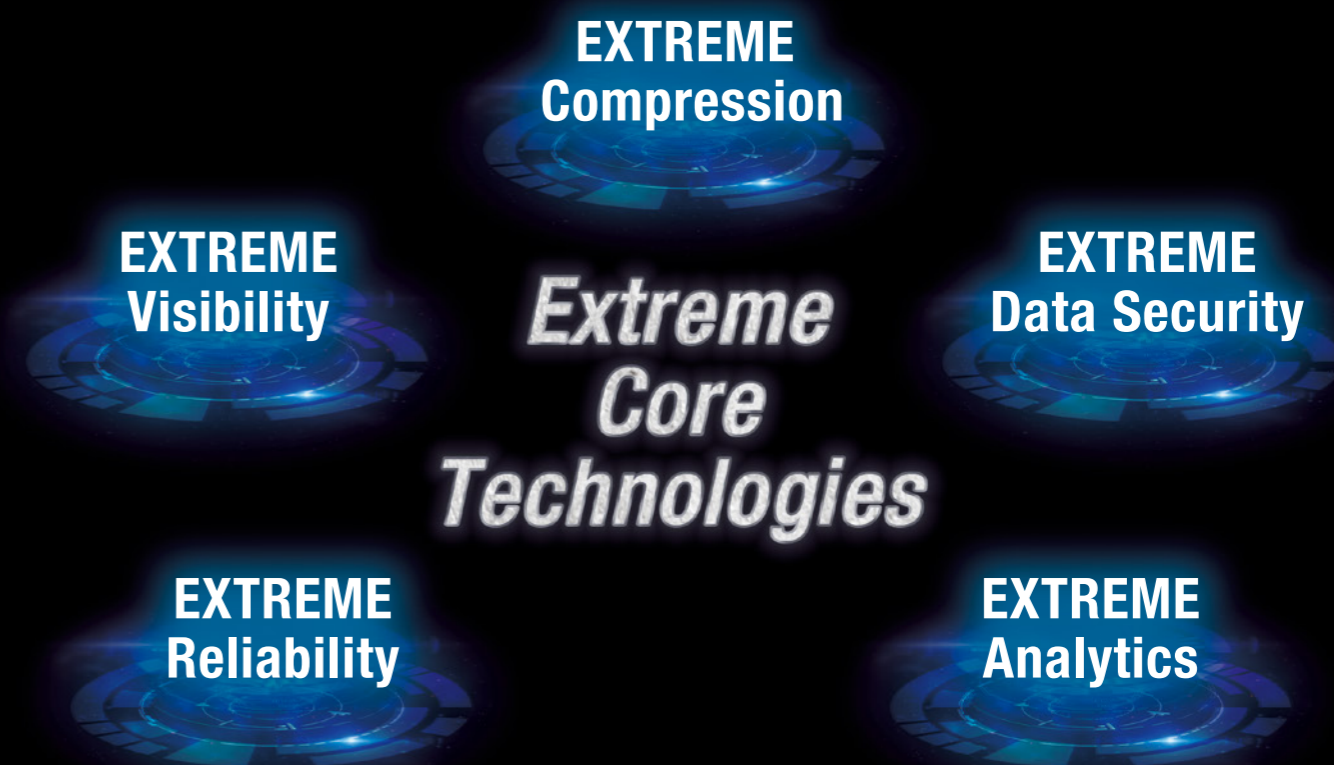 EXTREME
Compression
EXTREME
Visibility
EXTREME
Data Security
Extreme
Core
Technologies
EXTREME
Reliability
EXTREME
Analytics